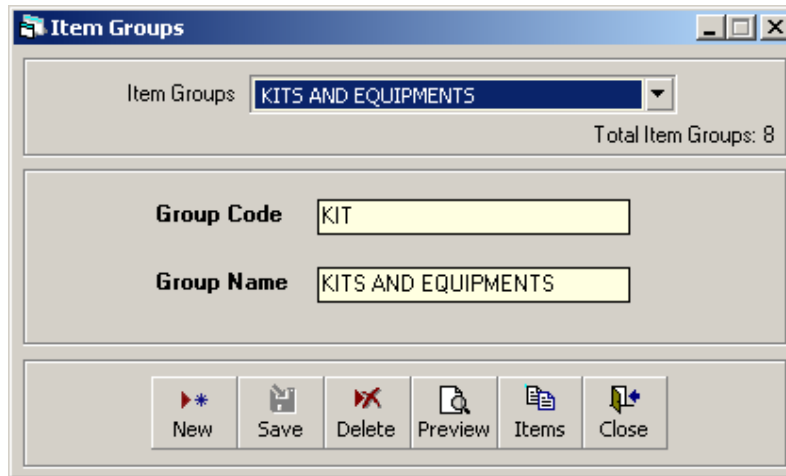 Item Groups
Item Groups KITS AND EQUIPMENTS
Total Item Groups: 8
Group Code KIT
Group Name KITS AND EQUIPMENTS
New Save Delete Preview Items Close